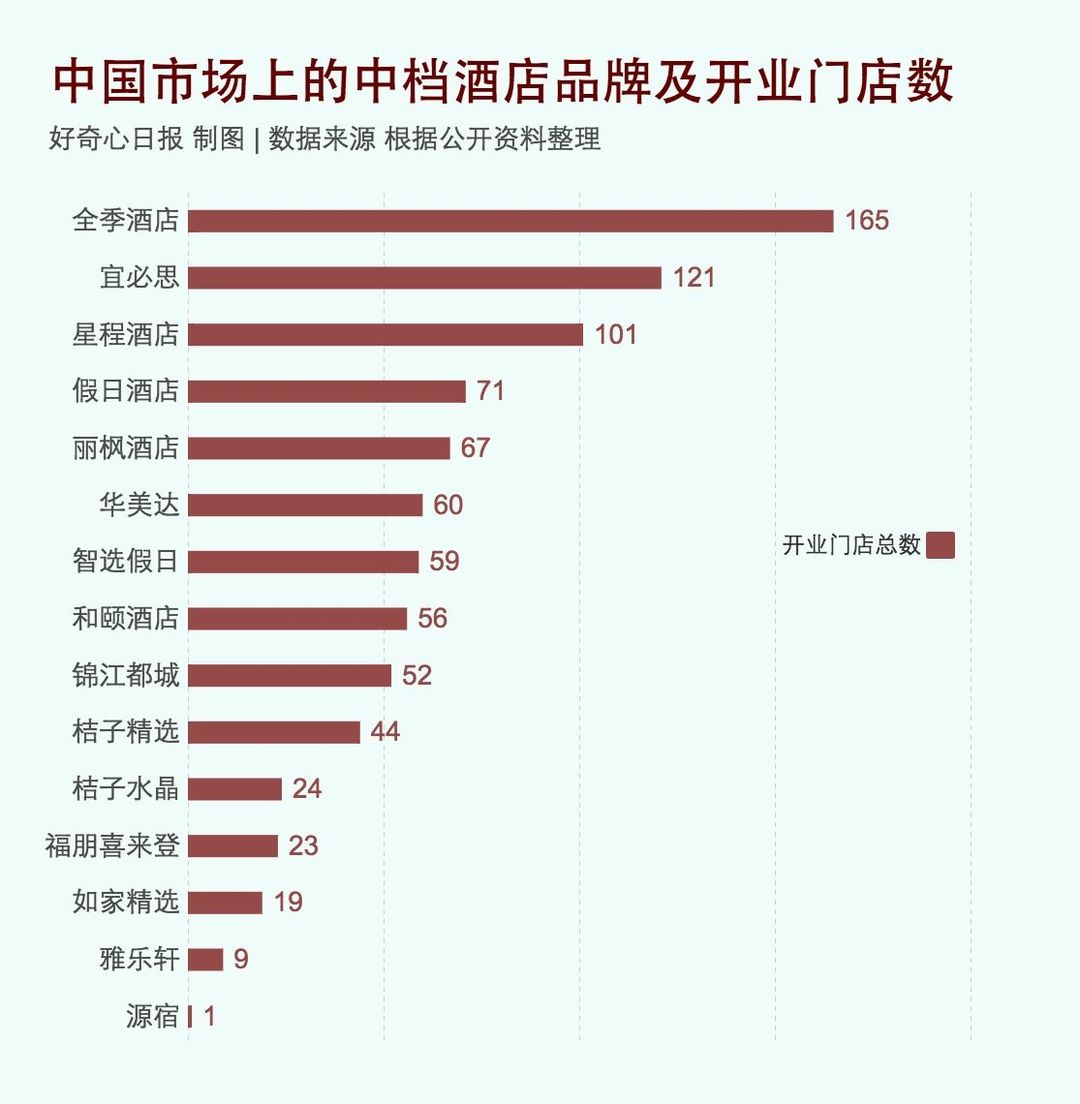 中国市场上的中档酒店品牌及开业门店数
好奇心日报 制图 | 数据来源 根据公开资料整理
全季酒店 165
宜必思 121
星程酒店 101
假日酒店 71
丽枫酒店 67
华美达 60
开业门店总数
智选假日 59
和颐酒店 56
锦江都城 52
桔子精选 44
桔子水晶 24
福朋喜来登 23
如家精选 19
雅乐轩 9
源宿 1